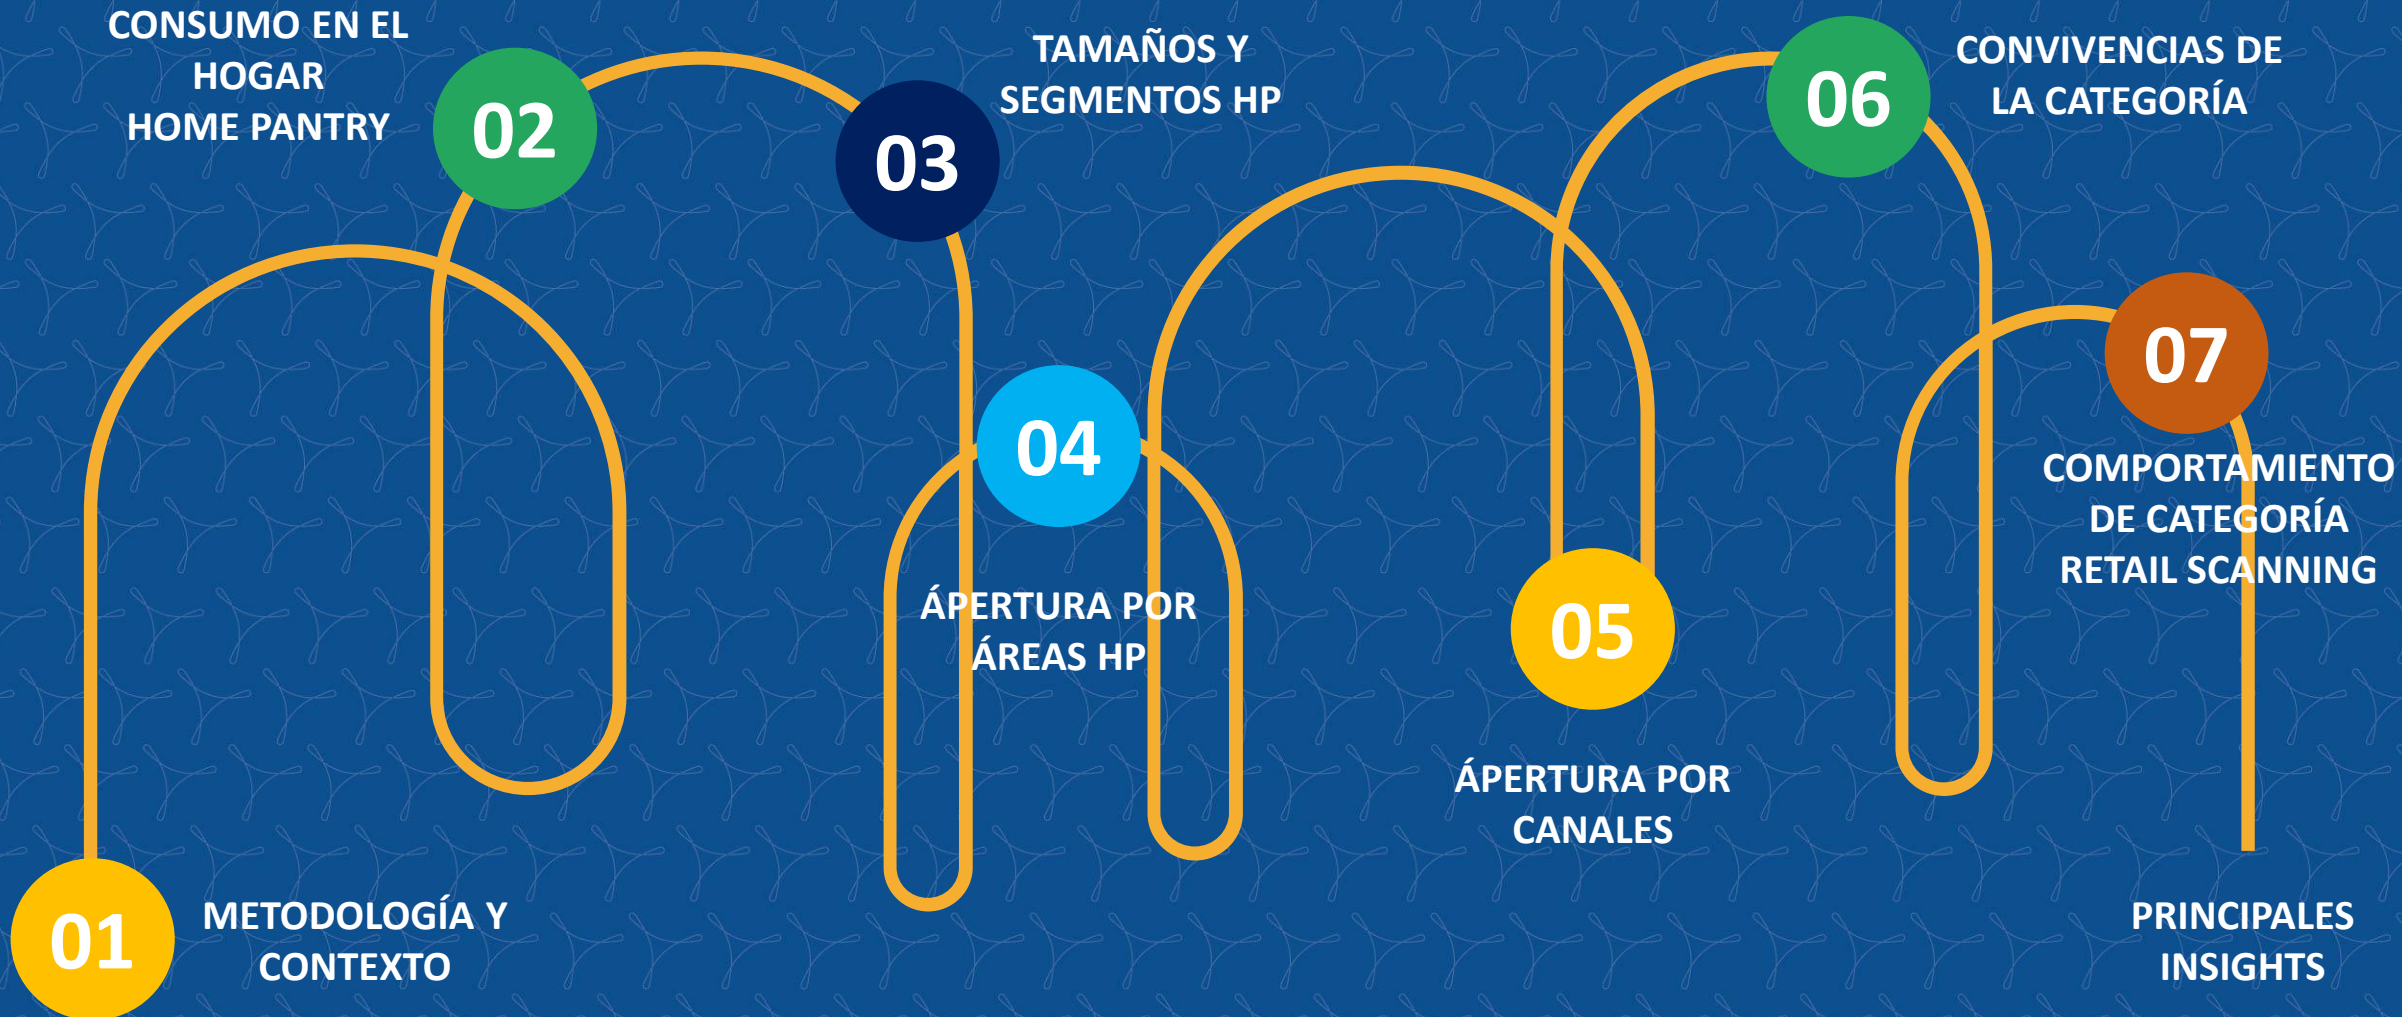 01
METODOLOGÍA Y
CONTEXTO
CONSUMO EN EL
HOGAR
HOME PANTRY
02
03
TAMAÑOS Y
SEGMENTOS HP
04
ÁPERTURA POR
ÁREAS HP
05
ÁPERTURA POR
CANALES
06
CONVIVENCIAS DE
LA CATEGORÍA
07
COMPORTAMIENTO
DE CATEGORÍA
RETAIL SCANNING
PRINCIPALES
INSIGHTS